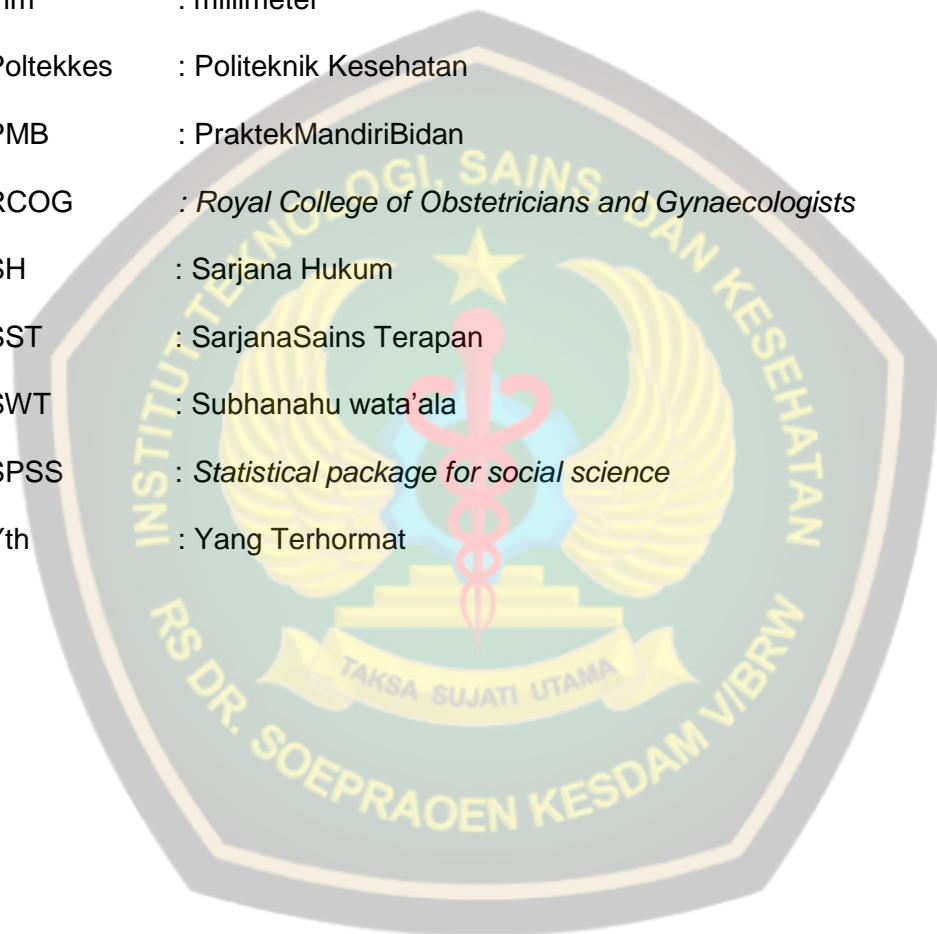 mm : millimeter
Poltekkes : Politeknik Kesehatan
PMB : PraktekMandiriBidan
RCOG : Royal College of Obstetricians and Gynaecologists
SH : Sarjana Hukum
SST : SarjanaSains Terapan
SWT : Subhanahu wata’ala
SPSS : Statistical package for social science
Yth : Yang Terhormat
INSTITUT TEKNOLOGI, SAINS, DAN KESEHATAN
TAKSA SUJATI UTAMA
RS DR. SOEPRAOEN KESDAM V/BRW